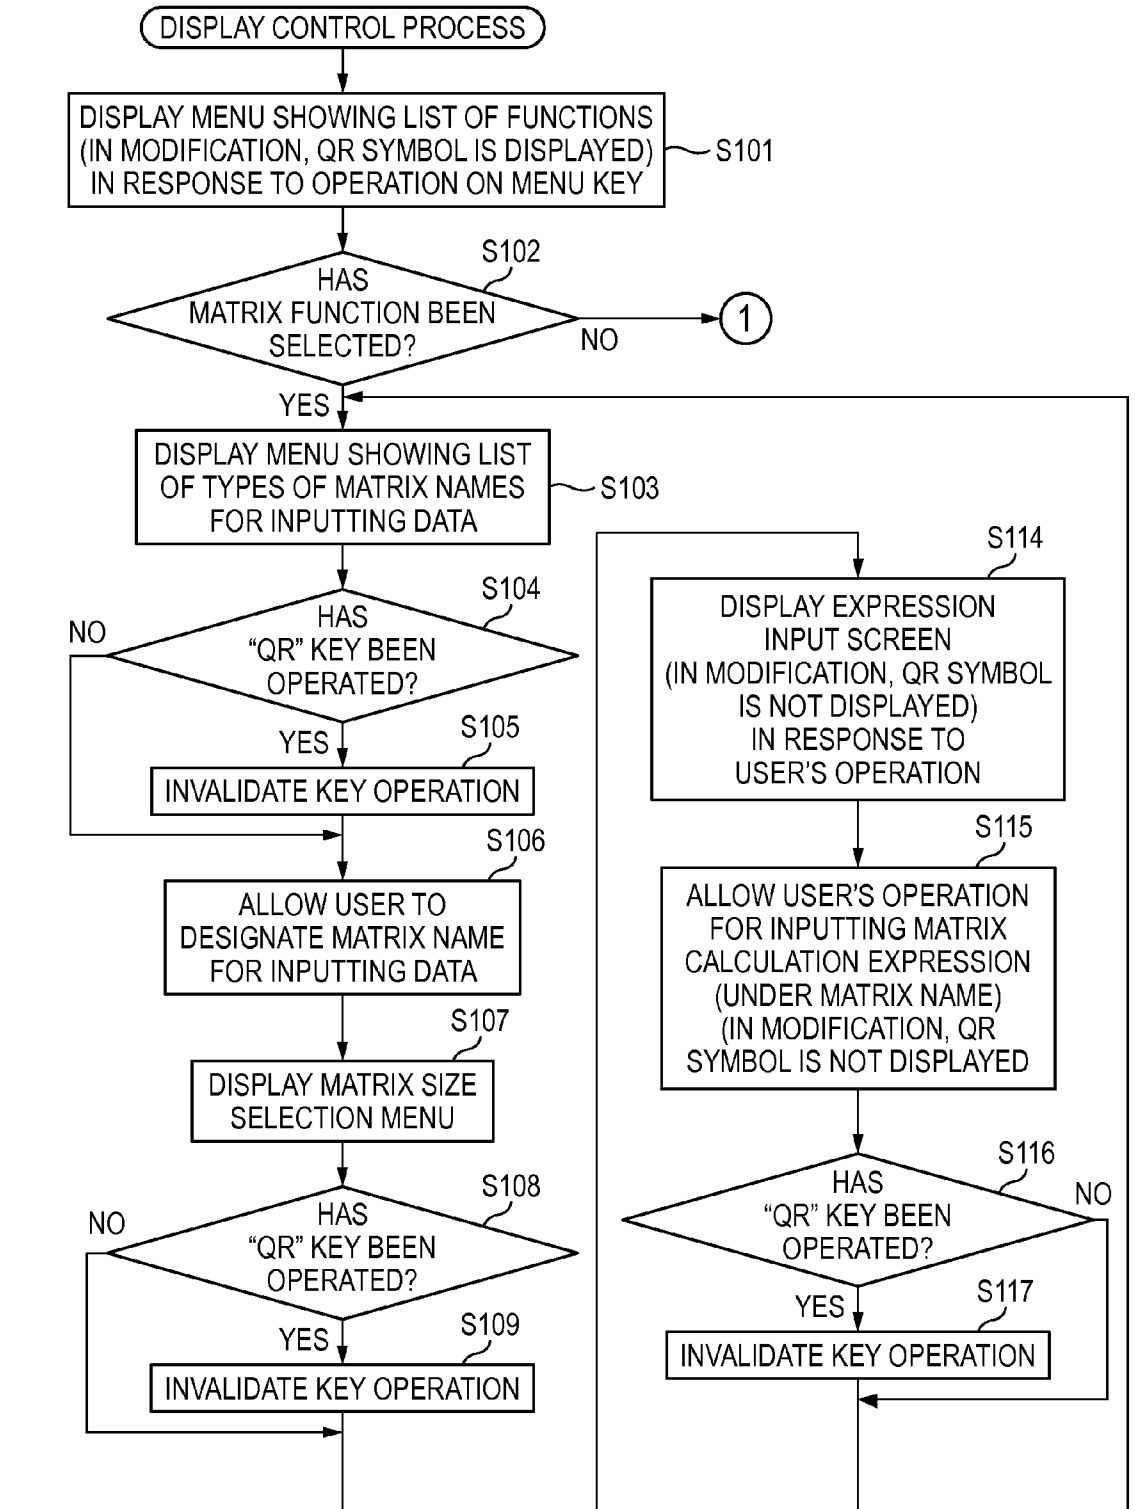 DISPLAY CONTROL PROCESS
DISPLAY MENU SHOWING LIST OF FUNCTIONS
(IN MODIFICATION, QR SYMBOL IS DISPLAYED)
IN RESPONSE TO OPERATION ON MENU KEY
S101
S102
HAS
MATRIX FUNCTION BEEN
SELECTED?
NO
1
YES
DISPLAY MENU SHOWING LIST
OF TYPES OF MATRIX NAMES
FOR INPUTTING DATA
S103
S104
HAS
“QR” KEY BEEN
OPERATED?
NO
YES
S105
INVALIDATE KEY OPERATION
S106
ALLOW USER TO
DESIGNATE MATRIX NAME
FOR INPUTTING DATA
S107
DISPLAY MATRIX SIZE
SELECTION MENU
S108
HAS
“QR” KEY BEEN
OPERATED?
NO
YES
S109
INVALIDATE KEY OPERATION
S114
DISPLAY EXPRESSION
INPUT SCREEN
(IN MODIFICATION, QR SYMBOL
IS NOT DISPLAYED)
IN RESPONSE TO
USER’S OPERATION
S115
ALLOW USER’S OPERATION
FOR INPUTTING MATRIX
CALCULATION EXPRESSION
(UNDER MATRIX NAME)
(IN MODIFICATION, QR
SYMBOL IS NOT DISPLAYED
S116
HAS
“QR” KEY BEEN
OPERATED?
NO
YES
S117
INVALIDATE KEY OPERATION